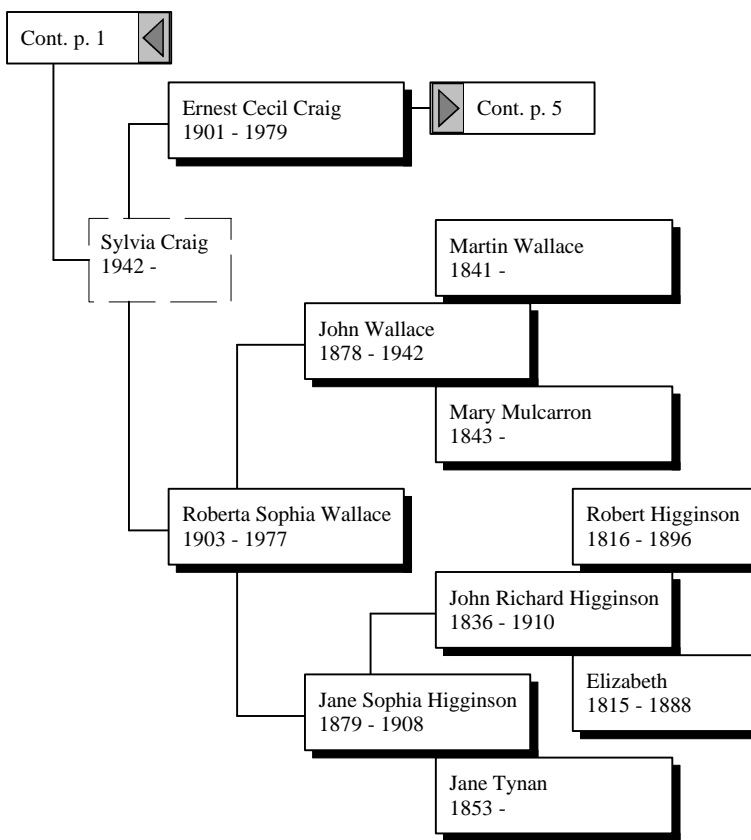 Cont. p. 1
Ernest Cecil Craig
1901 - 1979
Cont. p. 5
Sylvia Craig
1942 -
Martin Wallace
1841 -
John Wallace
1878 - 1942
Mary Mulcarron
1843 -
Roberta Sophia Wallace
1903 - 1977
Robert Higginson
1816 - 1896
John Richard Higginson
1836 - 1910
Elizabeth
1815 - 1888
Jane Sophia Higginson
1879 - 1908
Jane Tynan
1853 -